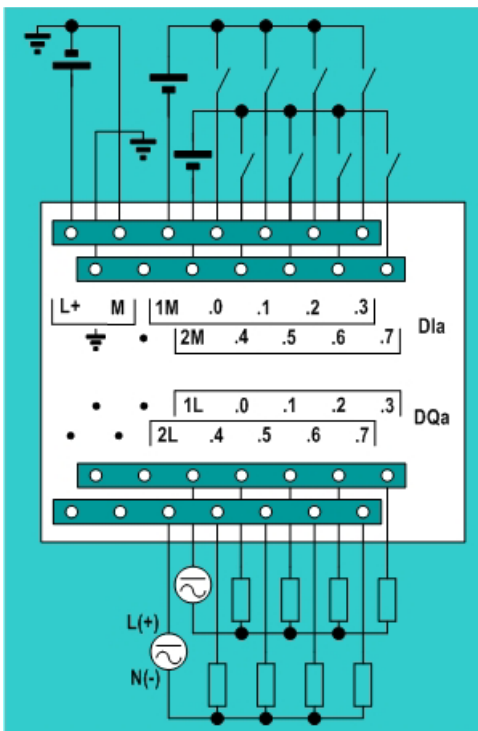 L+ M 1M .0 .1 .2 .3
DIa
2M .4 .5 .6 .7
1L .0 .1 .2 .3
DQa
2L .4 .5 .6 .7
L(+)
N(-)